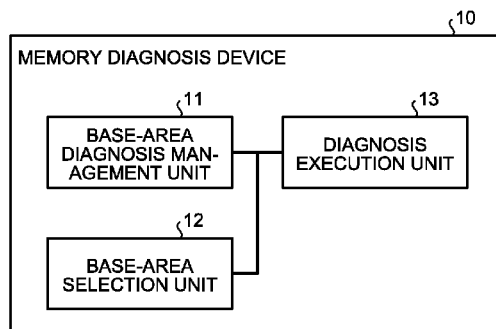 10
MEMORY DIAGNOSIS DEVICE
11
BASE-AREA
DIAGNOSIS MAN-
AGEMENT UNIT
13
DIAGNOSIS
EXECUTION UNIT
12
BASE-AREA
SELECTION UNIT